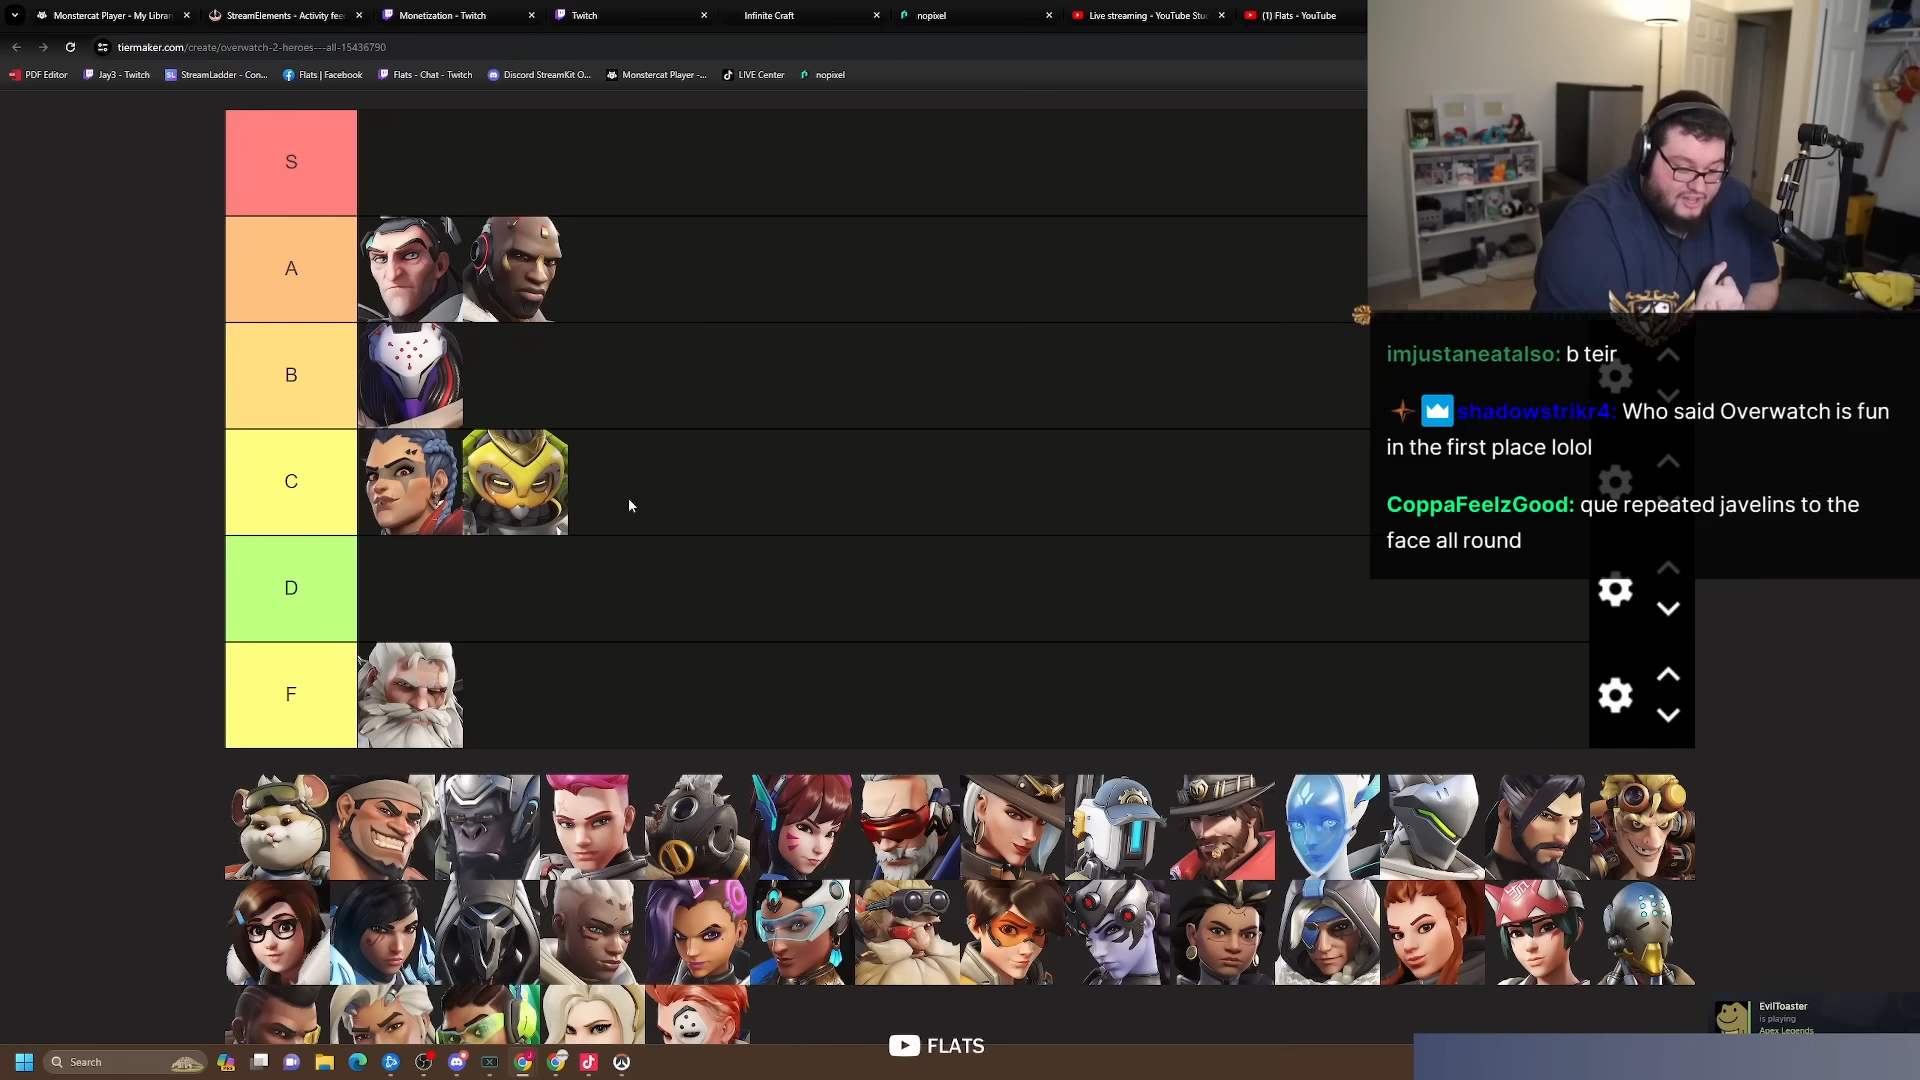 Monstercat Player - My Librar
StreamElements - Activity fee
Monetization - Twitch
Twitch
Infinite Craft
nopixel
Live streaming - YouTube Stu
(1) Flats - YouTube
tiermaker.com/create/overwatch-2-heroes---all-15436790
PDF Editor
Jay3 - Twitch
StreamLadder - Con...
Flats | Facebook
Flats - Chat - Twitch
Discord StreamKit O...
Monstercat Player -...
LIVE Center
nopixel
S
A
B
C
D
F
imjustaneatalso: b teir
shadowstrikr4: Who said Overwatch is fun
in the first place lolol
CoppaFeelzGood: que repeated javelins to the
face all round
EvilToaster
is playing
Apex Legends
FLATS
Search